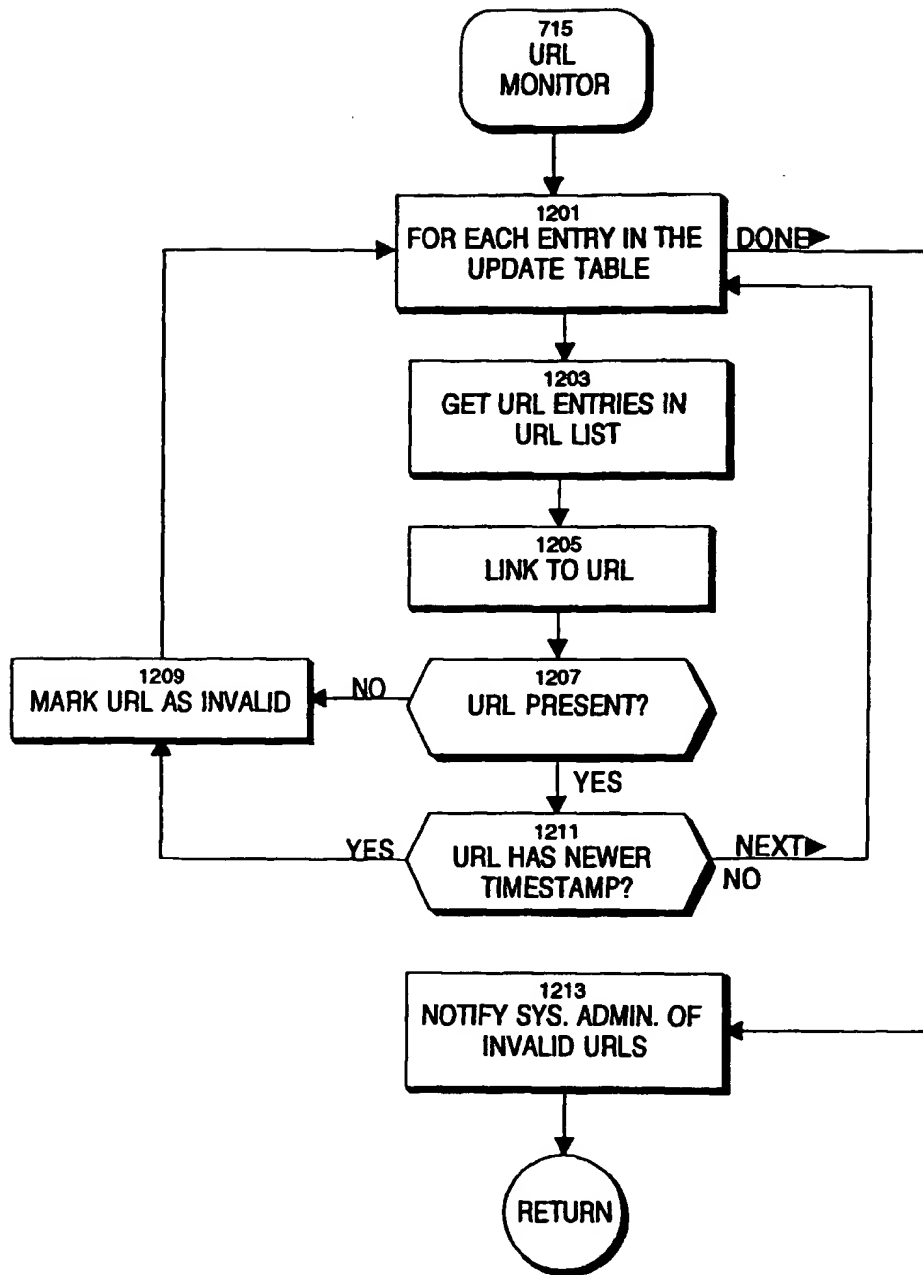 715
URL
MONITOR
1201
FOR EACH ENTRY IN THE
UPDATE TABLE
DONE
1203
GET URL ENTRIES IN
URL LIST
1205
LINK TO URL
1207
URL PRESENT?
NO
1209
MARK URL AS INVALID
YES
1211
URL HAS NEWER
TIMESTAMP?
YES
NEXT
NO
1213
NOTIFY SYS. ADMIN. OF
INVALID URLS
RETURN